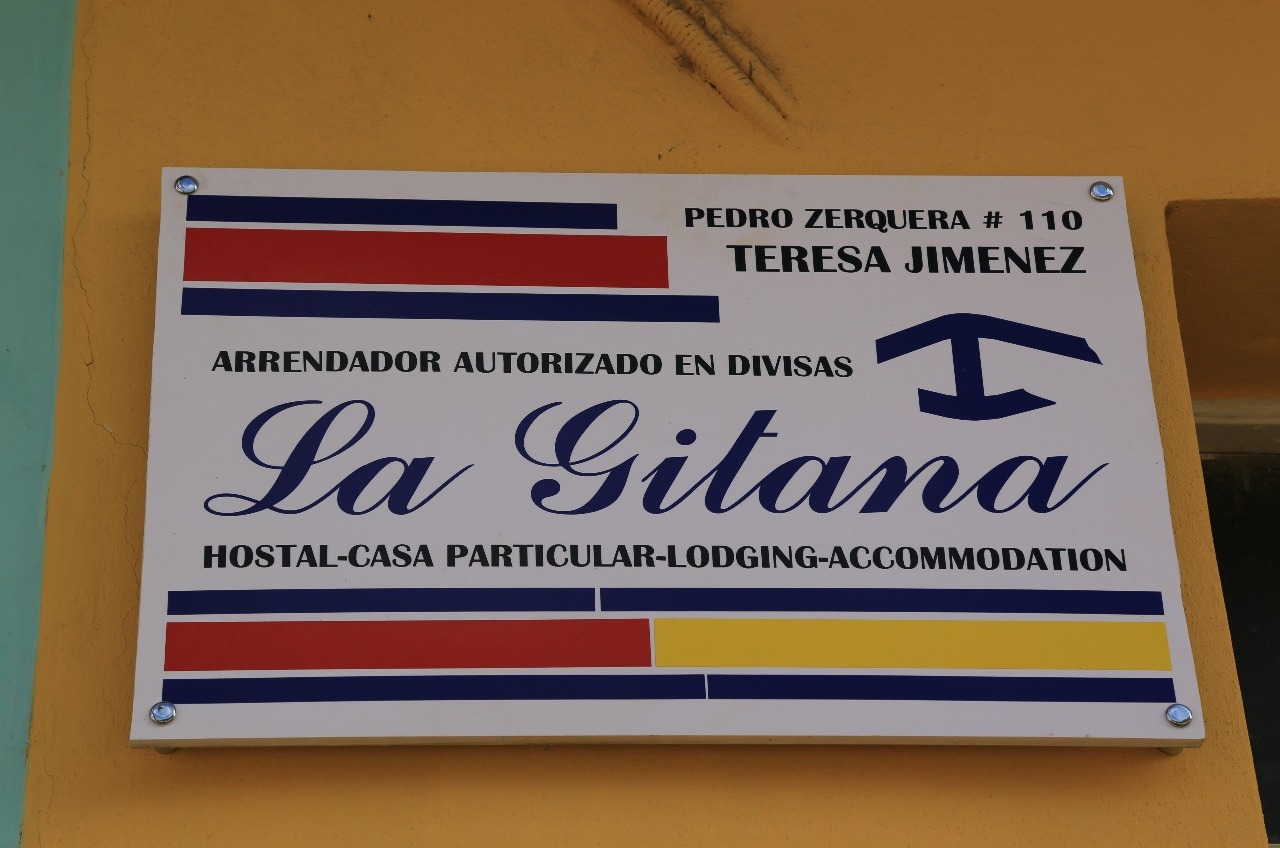 PEDRO ZERQUERA # 110
TERESA JIMENEZ
ARRENDADOR AUTORIZADO EN DIVISAS
La Gitana
HOSTAL-CASA PARTICULAR-LODGING-ACCOMMODATION